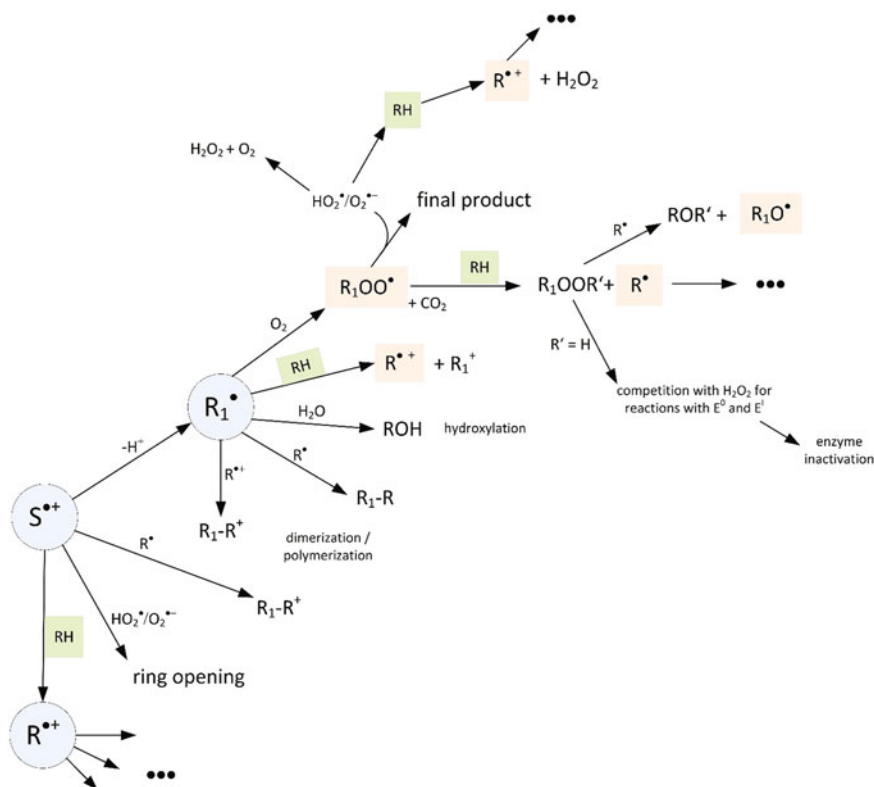 •••
R•+ + H₂O₂
RH
H₂O₂ + O₂
HO₂•/O₂•−
final product
R•
ROR‘ + R₁O•
RH
R₁OO•
+ CO₂
R₁OOR‘+ R•
•••
O₂
R‘ = H
RH
R•+ + R₁⁺
competition with H₂O₂ for
reactions with E⁰ and Eᴵ
R₁•
H₂O
ROH
hydroxylation
enzyme
inactivation
-H⁺
R•
R•+
R₁-R
S•+
R₁-R⁺
dimerization /
polymerization
R•
R₁-R⁺
HO₂•/O₂•−
RH
ring opening
R•+
•••